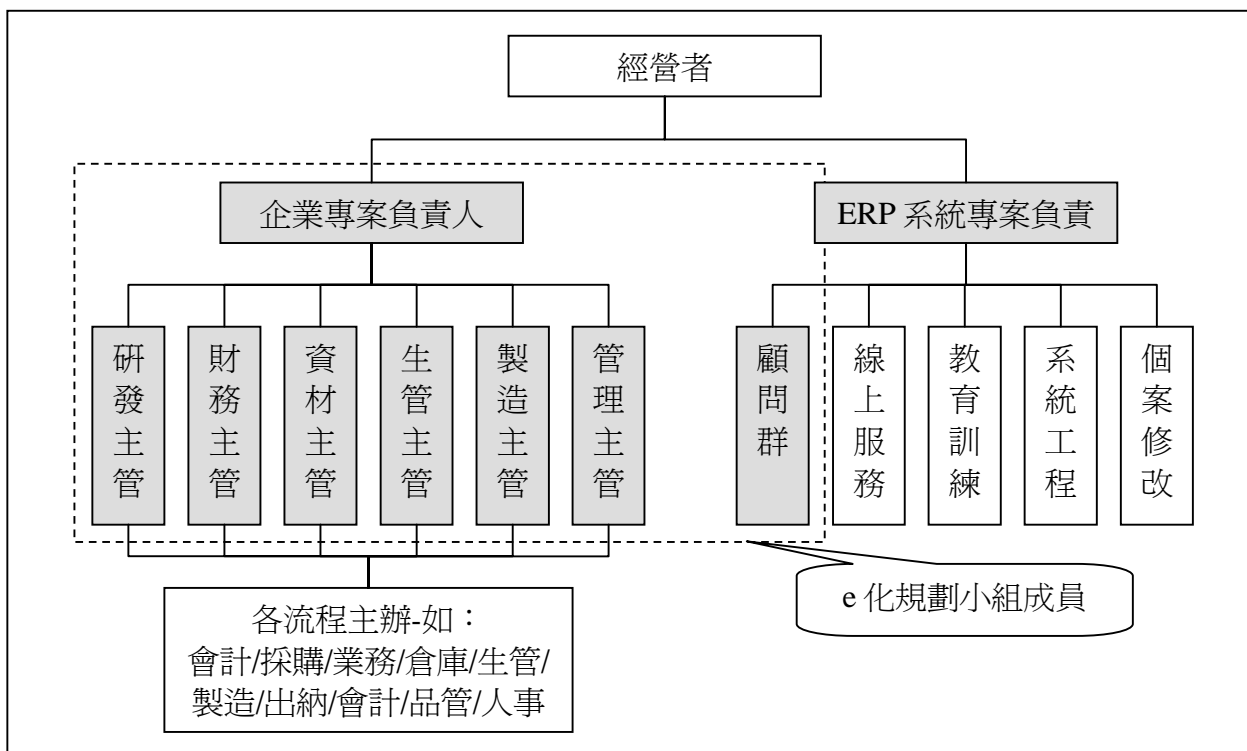 經營者
企業專案負責人
ERP 系統專案負責
研發主管
財務主管
資材主管
生管主管
製造主管
管理主管
顧問群
線上服務
教育訓練
系統工程
個案修改
e 化規劃小組成員
各流程主辦-如：
會計/採購/業務/倉庫/生管/
製造/出納/會計/品管/人事